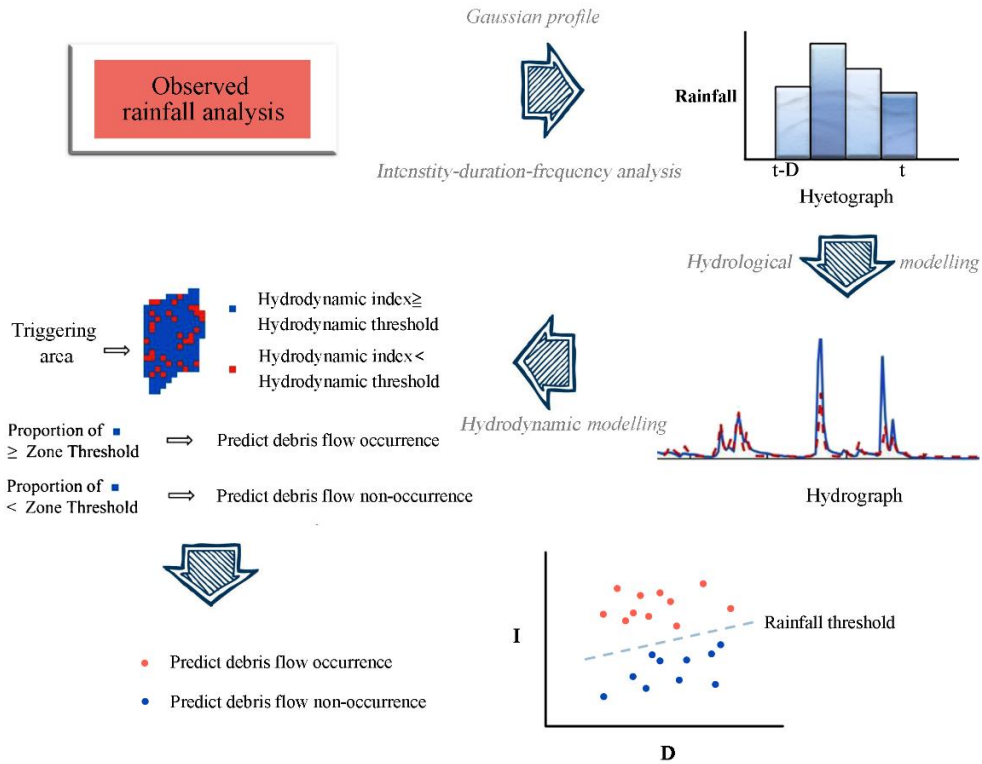 Gaussian profile
Observed
rainfall analysis
Intenstity-duration-frequency analysis
Rainfall
t-D
t
Hyetograph
Hydrological modelling
Triggering
area
Hydrodynamic index≧
Hydrodynamic threshold
Hydrodynamic index<
Hydrodynamic threshold
Hydrodynamic modelling
Hydrograph
Proportion of
≥ Zone Threshold
Predict debris flow occurrence
Proportion of
< Zone Threshold
Predict debris flow non-occurrence
Predict debris flow occurrence
Predict debris flow non-occurrence
I
Rainfall threshold
D